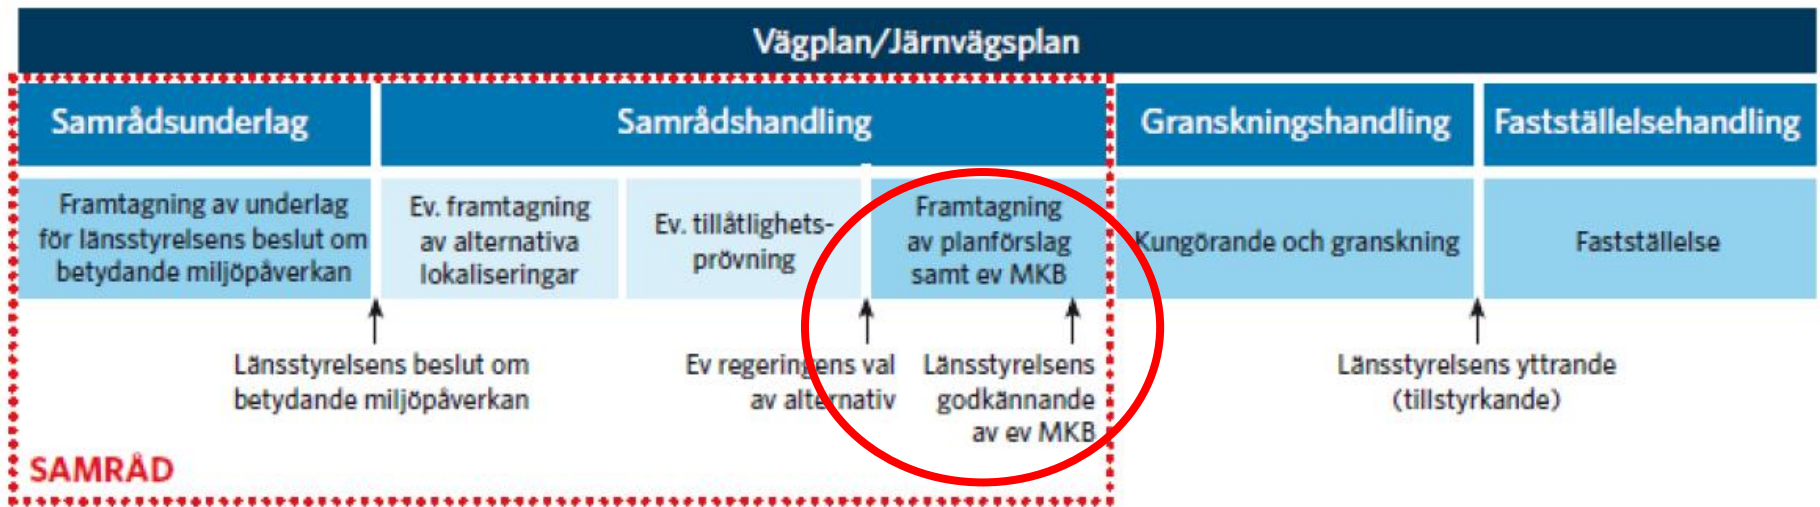 Vägplan/Järnvägsplan
Samrådsunderlag
Samrådshandling
Granskningshandling
Fastställelsehandling
Framtagning av underlag
för länsstyrelsens beslut om
betydande miljöpåverkan
Ev. framtagning
av alternativa
lokaliseringar
Ev. tillåtlighets-
prövning
Framtagning
av planförslag
samt ev MKB
Kungörande och granskning
Fastställelse
Länsstyrelsens beslut om
betydande miljöpåverkan
Ev regeringens val
av alternativ
Länsstyrelsens
godkännande
av ev MKB
Länsstyrelsens yttrande
(tillstyrkande)
SAMRÅD